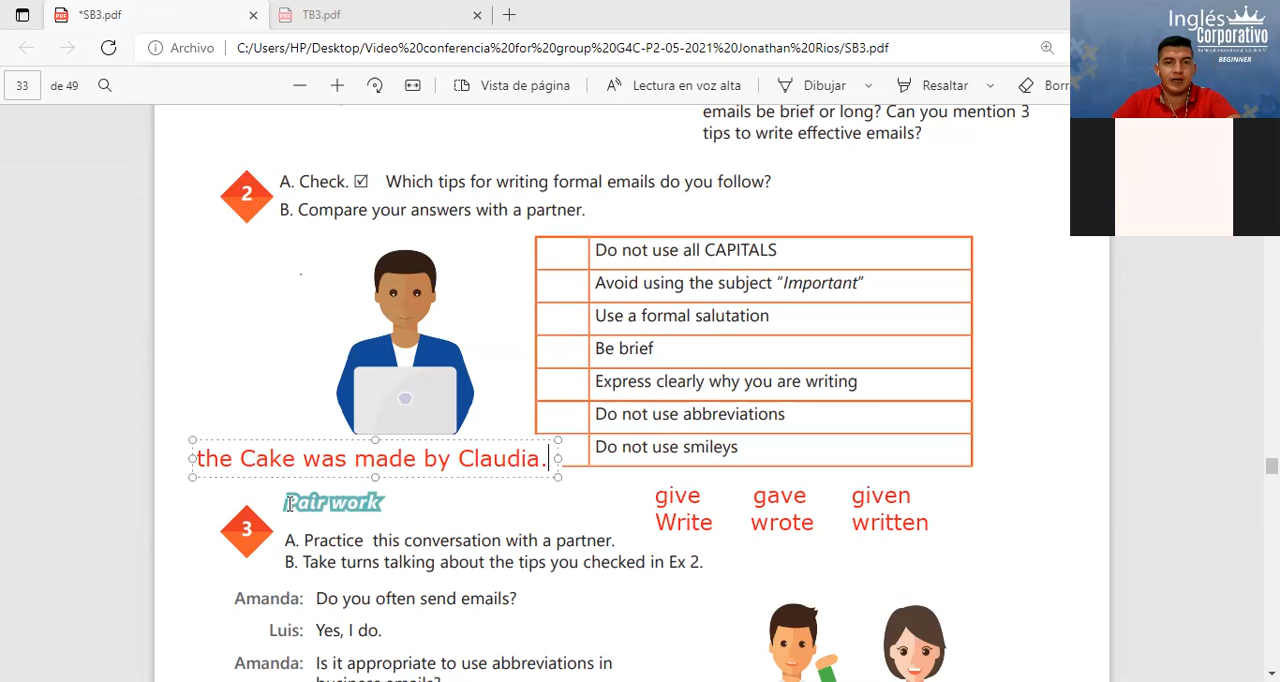 *SB3.pdf
TB3.pdf
Archivo
C:/Users/HP/Desktop/Video%20conferencia%20for%20group%20G4C-P2-05-2021%20Jonathan%20Rios/SB3.pdf
33 de 49
Vista de página
Lectura en voz alta
Dibujar
Resaltar
Borr
Inglés
Corporativo
BEGINNER
emails be brief or long? Can you mention 3
tips to write effective emails?
2
A. Check. ☑ Which tips for writing formal emails do you follow?
B. Compare your answers with a partner.
Do not use all CAPITALS
Avoid using the subject “Important”
Use a formal salutation
Be brief
Express clearly why you are writing
Do not use abbreviations
Do not use smileys
the Cake was made by Claudia.
Pair work
give gave given
Write wrote written
3
A. Practice this conversation with a partner.
B. Take turns talking about the tips you checked in Ex 2.
Amanda: Do you often send emails?
Luis: Yes, I do.
Amanda: Is it appropriate to use abbreviations in